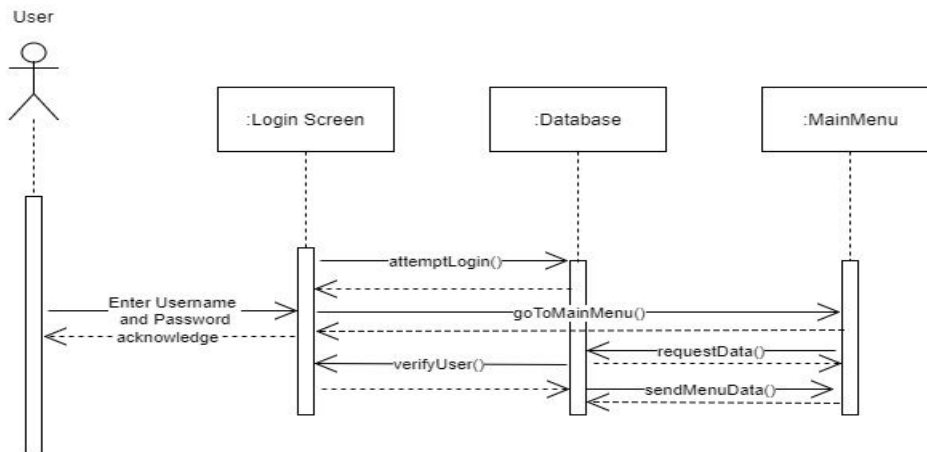 User
:Login Screen
:Database
:MainMenu
attemptLogin()
Enter Username
and Password
acknowledge
goToMainMenu()
requestData()
verifyUser()
sendMenuData()